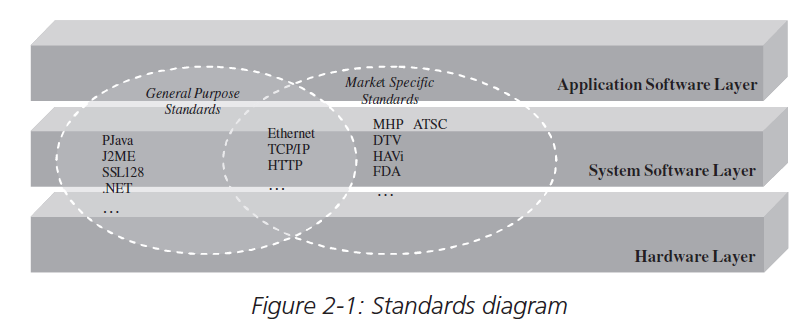 Application Software Layer
General Purpose
Standards
Market Specific
Standards
PJava
J2ME
SSL128
.NET
...
Ethernet
TCP/IP
HTTP
...
MHP ATSC
DTV
HAVi
FDA
...
System Software Layer
Hardware Layer
Figure 2-1: Standards diagram